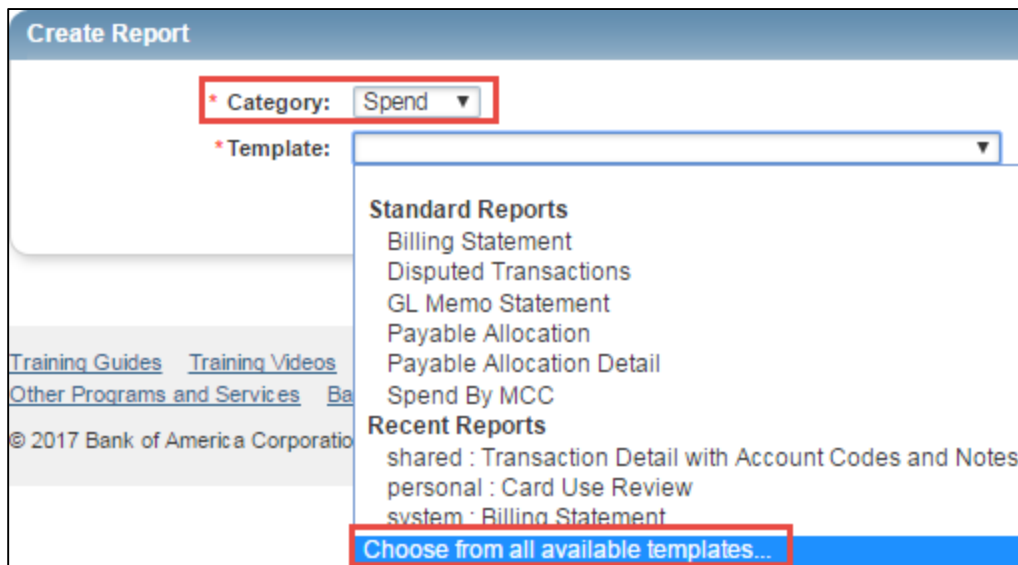 Create Report
* Category: Spend
* Template:
Standard Reports
Billing Statement
Disputed Transactions
GL Memo Statement
Payable Allocation
Payable Allocation Detail
Spend By MCC
Recent Reports
shared : Transaction Detail with Account Codes and Notes
personal : Card Use Review
system : Billing Statement
Choose from all available templates...
Training Guides Training Videos
Other Programs and Services Ba
© 2017 Bank of America Corporatio